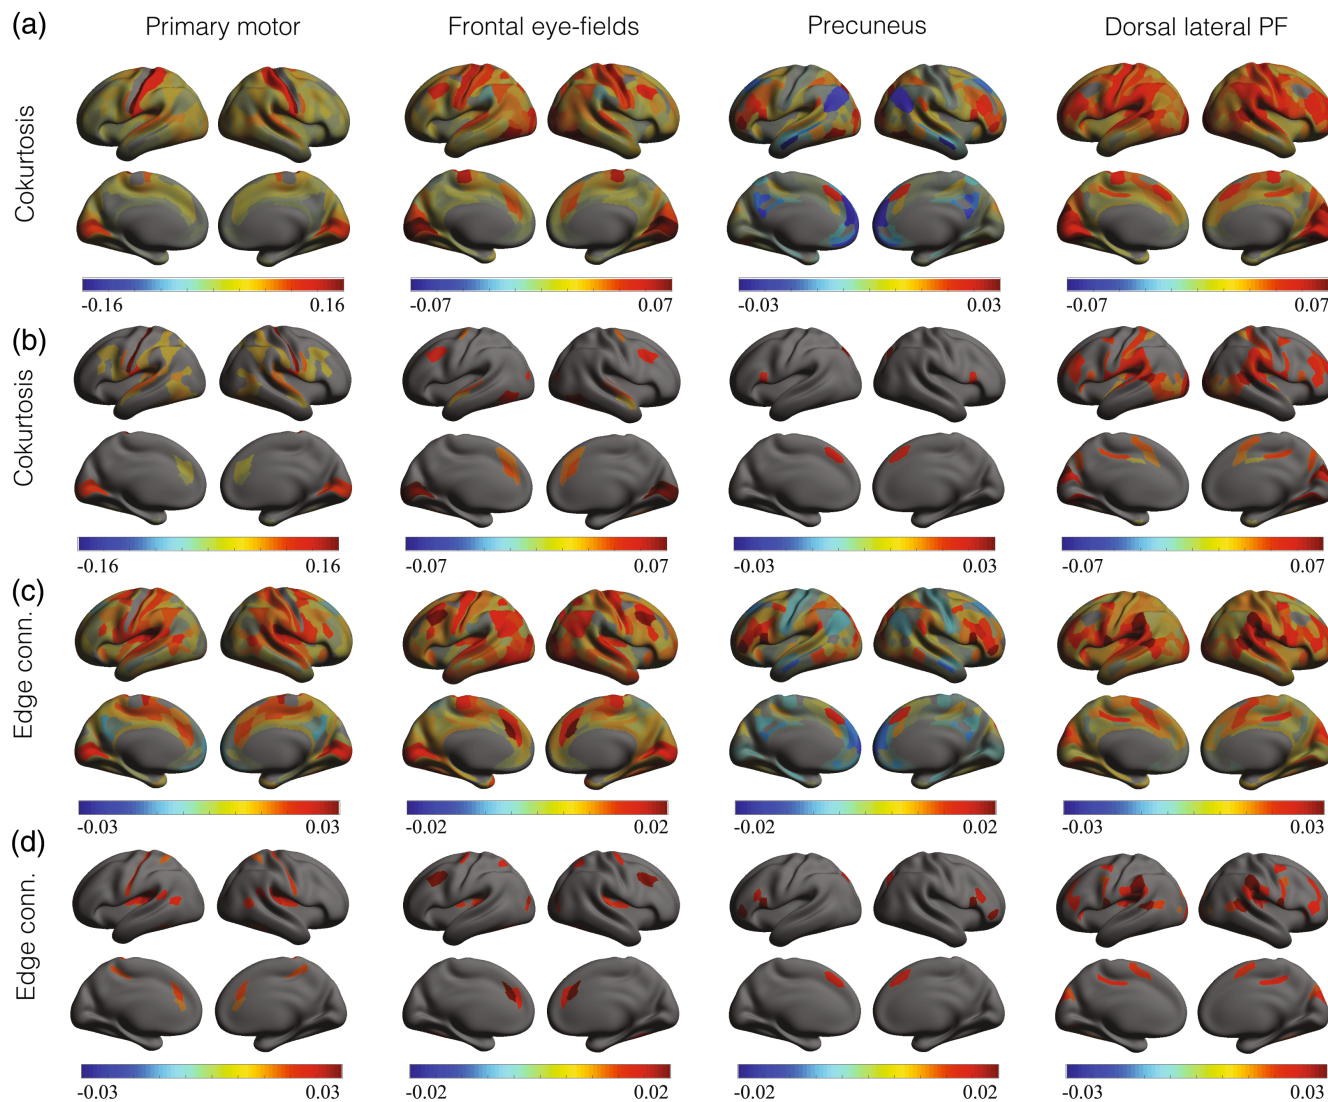 (a)
Primary motor
Frontal eye-fields
Precuneus
Dorsal lateral PF
Cokurtosis
-0.16 0.16
-0.07 0.07
-0.03 0.03
-0.07 0.07
(b)
Cokurtosis
-0.16 0.16
-0.07 0.07
-0.03 0.03
-0.07 0.07
(c)
Edge conn.
-0.03 0.03
-0.02 0.02
-0.02 0.02
-0.03 0.03
(d)
Edge conn.
-0.03 0.03
-0.02 0.02
-0.02 0.02
-0.03 0.03